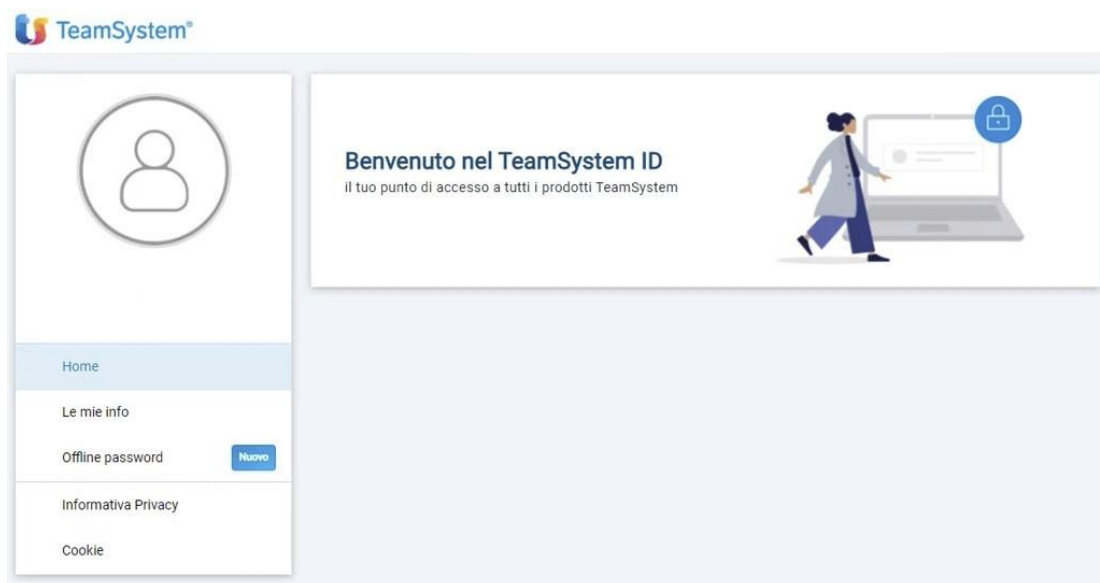 TeamSystem®
Benvenuto nel TeamSystem ID
il tuo punto di accesso a tutti i prodotti TeamSystem
Home
Le mie info
Offline password Nuovo
Informativa Privacy
Cookie